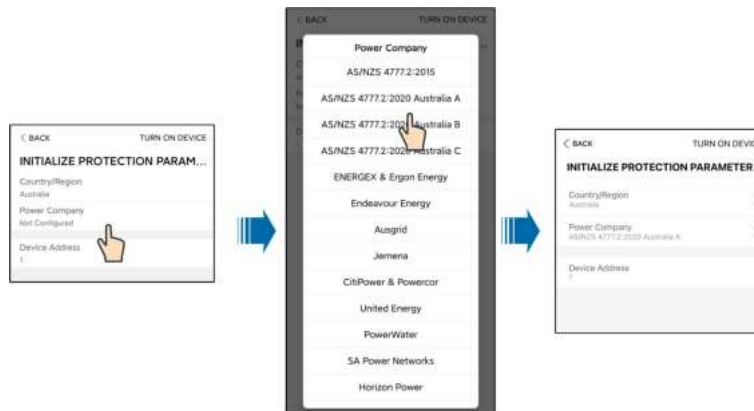 < BACK TURN ON DEVICE
INITIALIZE PROTECTION PARAM...
Country/Region
Australia
Power Company
Not Configured
Device Address
1
< BACK TURN ON DEVICE
Power Company
AS/NZS 4777.2:2015
AS/NZS 4777.2:2020 Australia A
AS/NZS 4777.2:2020 Australia B
AS/NZS 4777.2:2020 Australia C
ENERGEX & Ergon Energy
Endeavour Energy
Ausgrid
Jemena
CitiPower & Powercor
United Energy
PowerWater
SA Power Networks
Horizon Power
< BACK TURN ON DEVIC
INITIALIZE PROTECTION PARAMETER
Country/Region
Australia
Power Company
AS/NZS 4777.2:2020 Australia A
Device Address
1